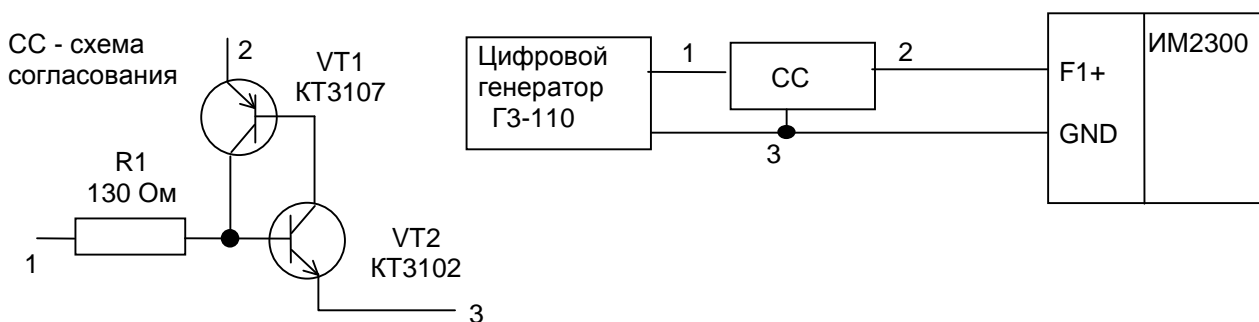 СС - схема
согласования
2
VT1
КТ3107
R1
130 Ом
1
VT2
КТ3102
3
Цифровой
генератор
ГЗ-110
1
СС
2
3
F1+
GND
ИМ2300